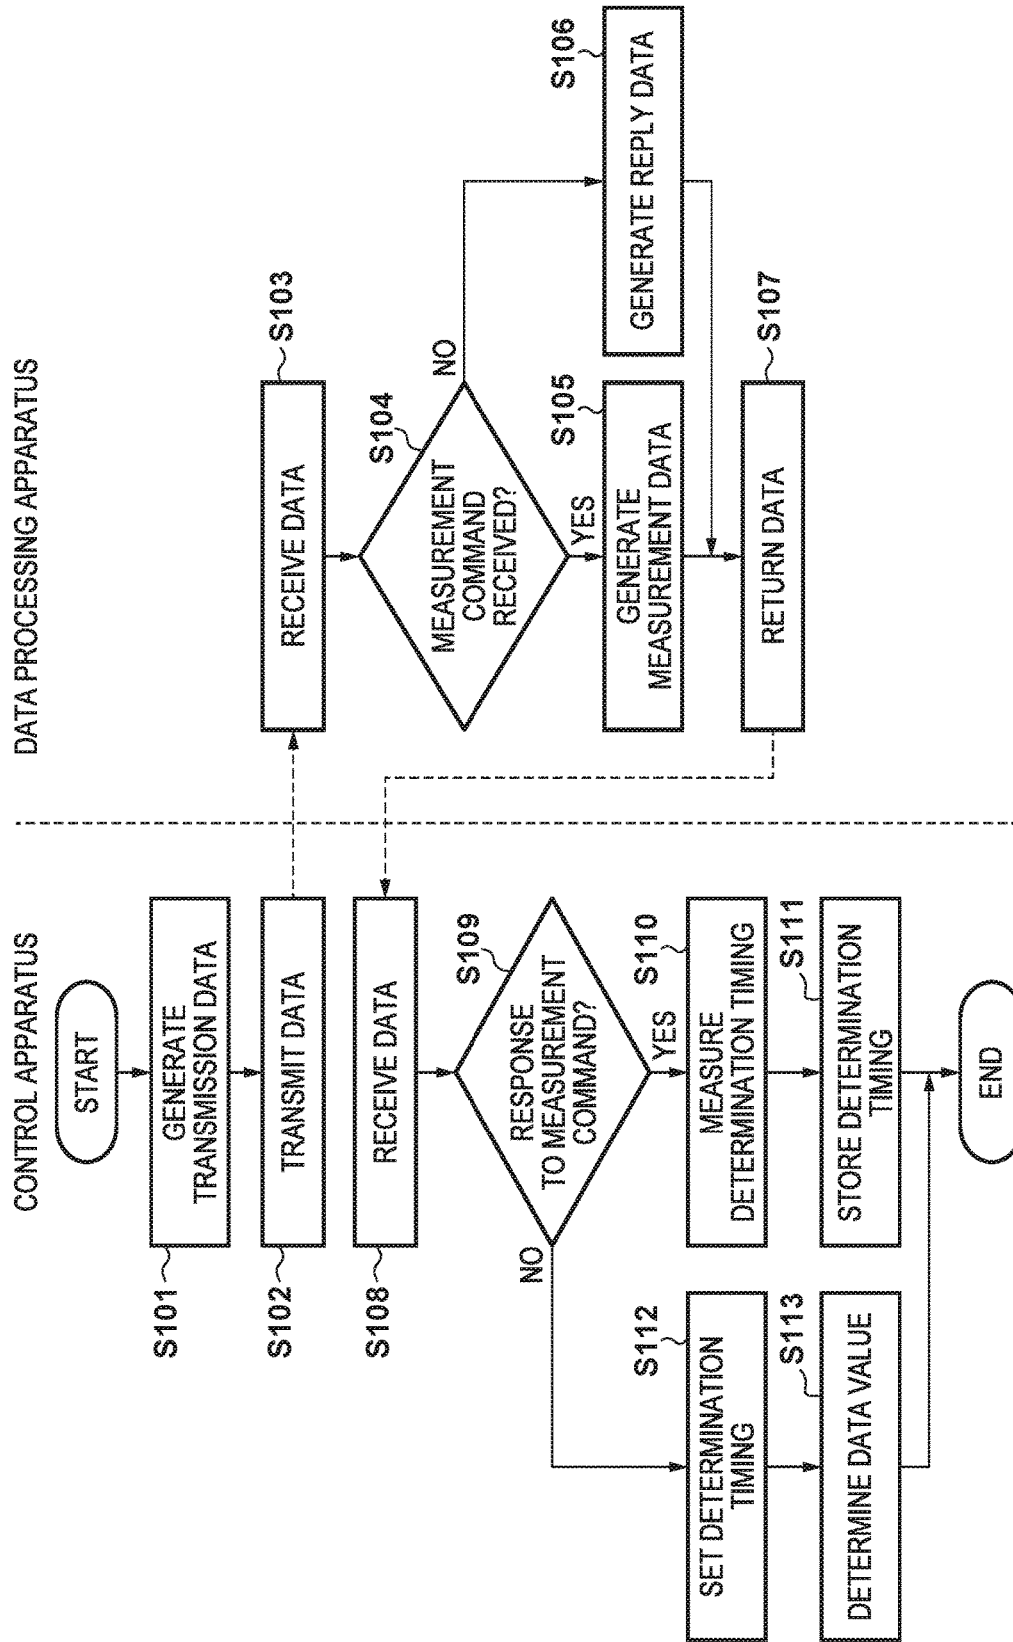 CONTROL APPARATUS
DATA PROCESSING APPARATUS
START
S101
GENERATE
TRANSMISSION DATA
S102
TRANSMIT DATA
S103
RECEIVE DATA
S104
MEASUREMENT
COMMAND
RECEIVED?
NO
YES
S105
GENERATE
MEASUREMENT DATA
S106
GENERATE REPLY DATA
S107
RETURN DATA
S108
RECEIVE DATA
S109
RESPONSE
TO MEASUREMENT
COMMAND?
NO
YES
S110
MEASURE
DETERMINATION TIMING
S111
STORE DETERMINATION
TIMING
S112
SET DETERMINATION
TIMING
S113
DETERMINE DATA VALUE
END